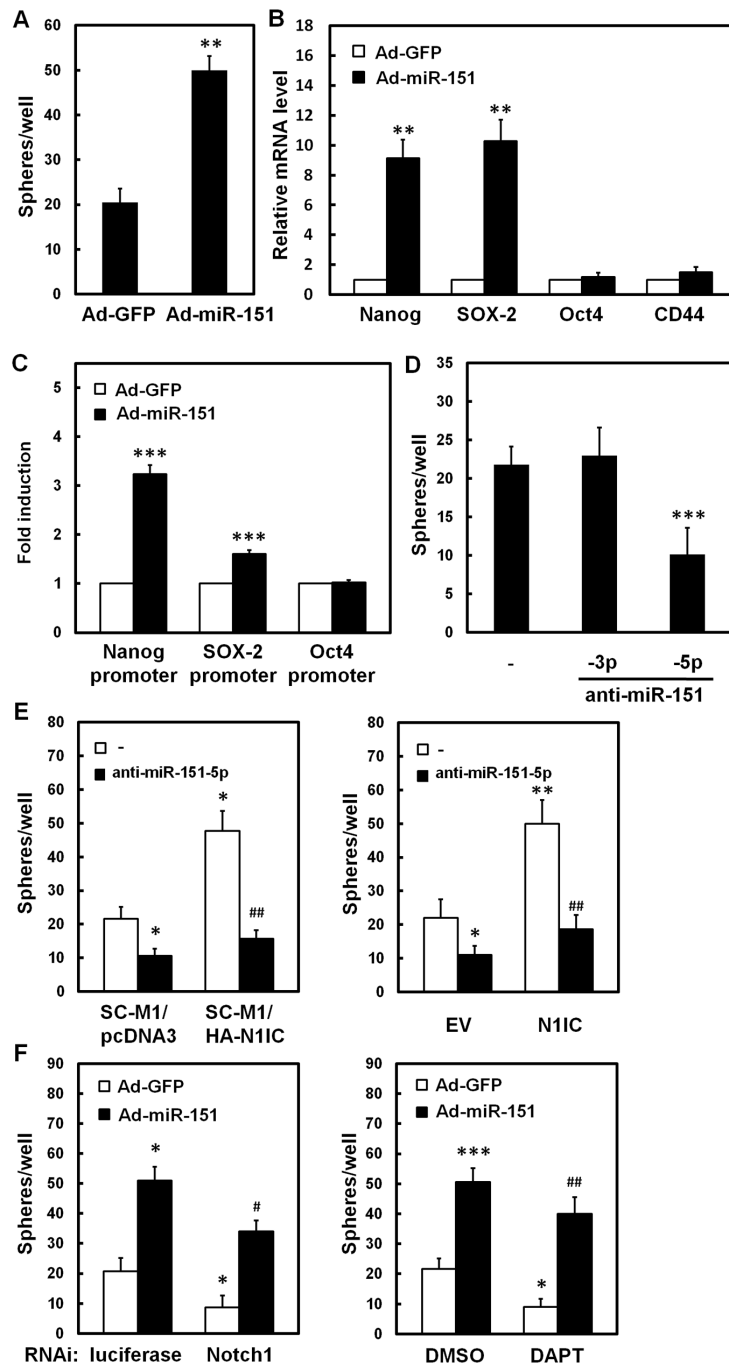 A
Spheres/well
60
50
40
30
20
10
0
**
Ad-GFP Ad-miR-151
B
Relative mRNA level
18
16
14
12
10
8
6
4
2
0
Ad-GFP
Ad-miR-151
** **
Nanog SOX-2 Oct4 CD44
C
Fold induction
5
4
3
2
1
0
Ad-GFP
Ad-miR-151
*** ***
Nanog SOX-2 Oct4
promoter promoter promoter
D
Spheres/well
35
30
25
20
15
10
5
0
***
- -3p -5p
anti-miR-151
E
Spheres/well
80
70
60
50
40
30
20
10
0
-
anti-miR-151-5p
* * ##
SC-M1/ SC-M1/
pcDNA3 HA-N1IC
Spheres/well
80
70
60
50
40
30
20
10
0
-
anti-miR-151-5p
* ** ##
EV N1IC
F
Spheres/well
90
80
70
60
50
40
30
20
10
0
Ad-GFP
Ad-miR-151
* * #
RNAi: luciferase Notch1
Spheres/well
90
80
70
60
50
40
30
20
10
0
Ad-GFP
Ad-miR-151
*** * ##
DMSO DAPT